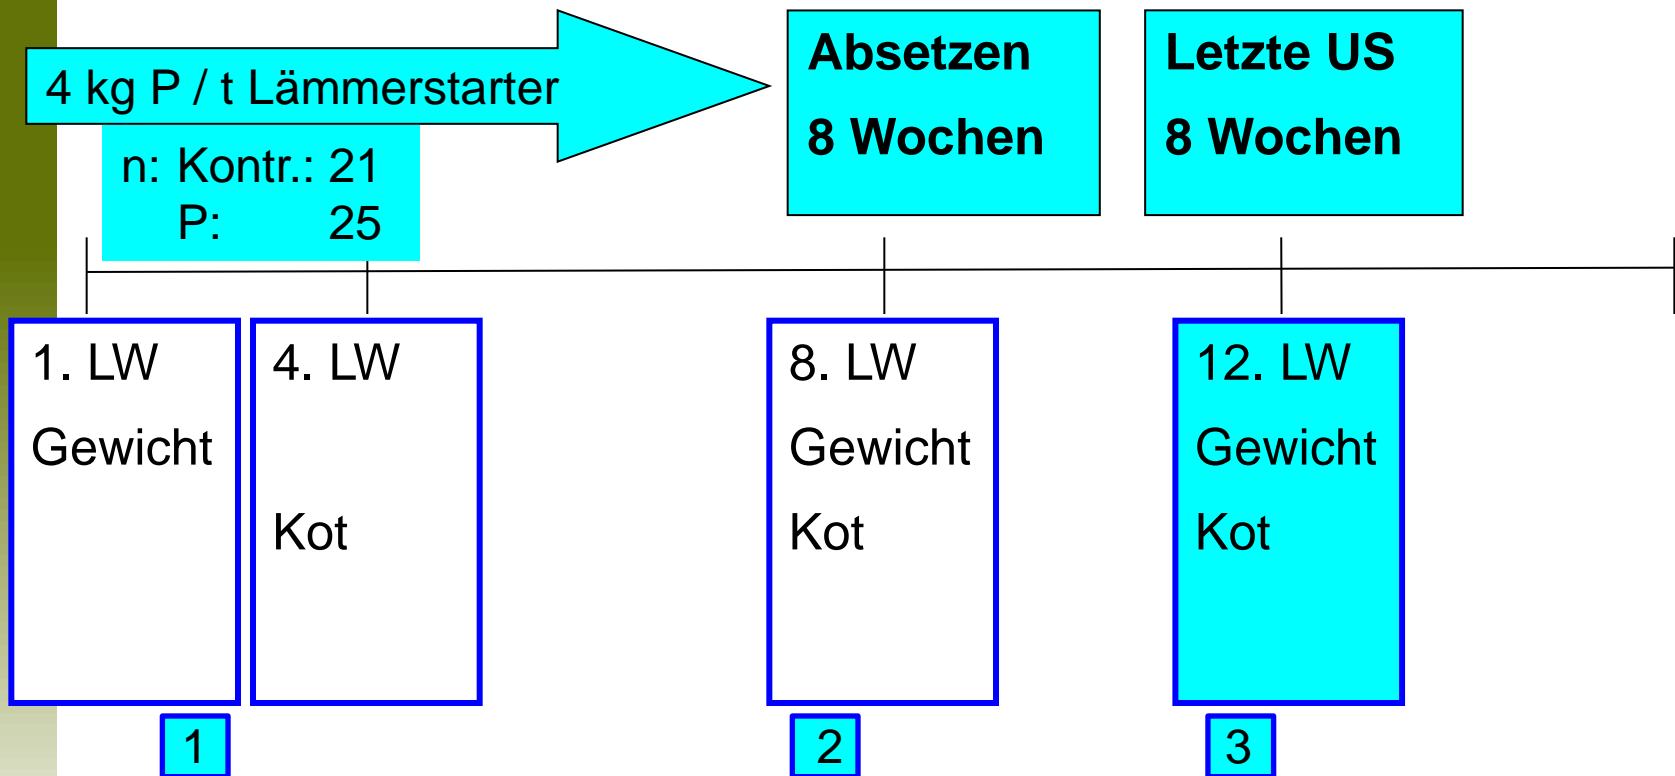 4 kg P / t Lämmerstarter
n: Kontr.: 21
P: 25
Absetzen
8 Wochen
Letzte US
8 Wochen
1. LW
Gewicht
4. LW
Kot
8. LW
Gewicht
Kot
12. LW
Gewicht
Kot
1
2
3